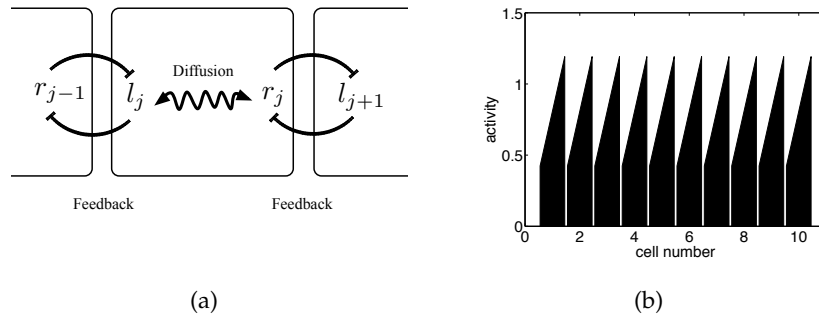 Diffusion
r_{j−1} l_j r_j l_{j+1}
Feedback Feedback
(a)
1.5
1
0.5
0
activity
0 2 4 6 8 10
cell number
(b)